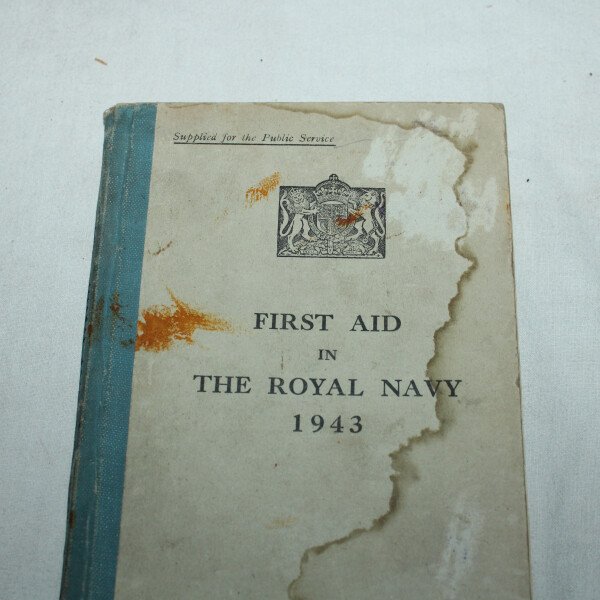 Supplied for the Public Service
FIRST AID
IN
THE ROYAL NAVY
1943